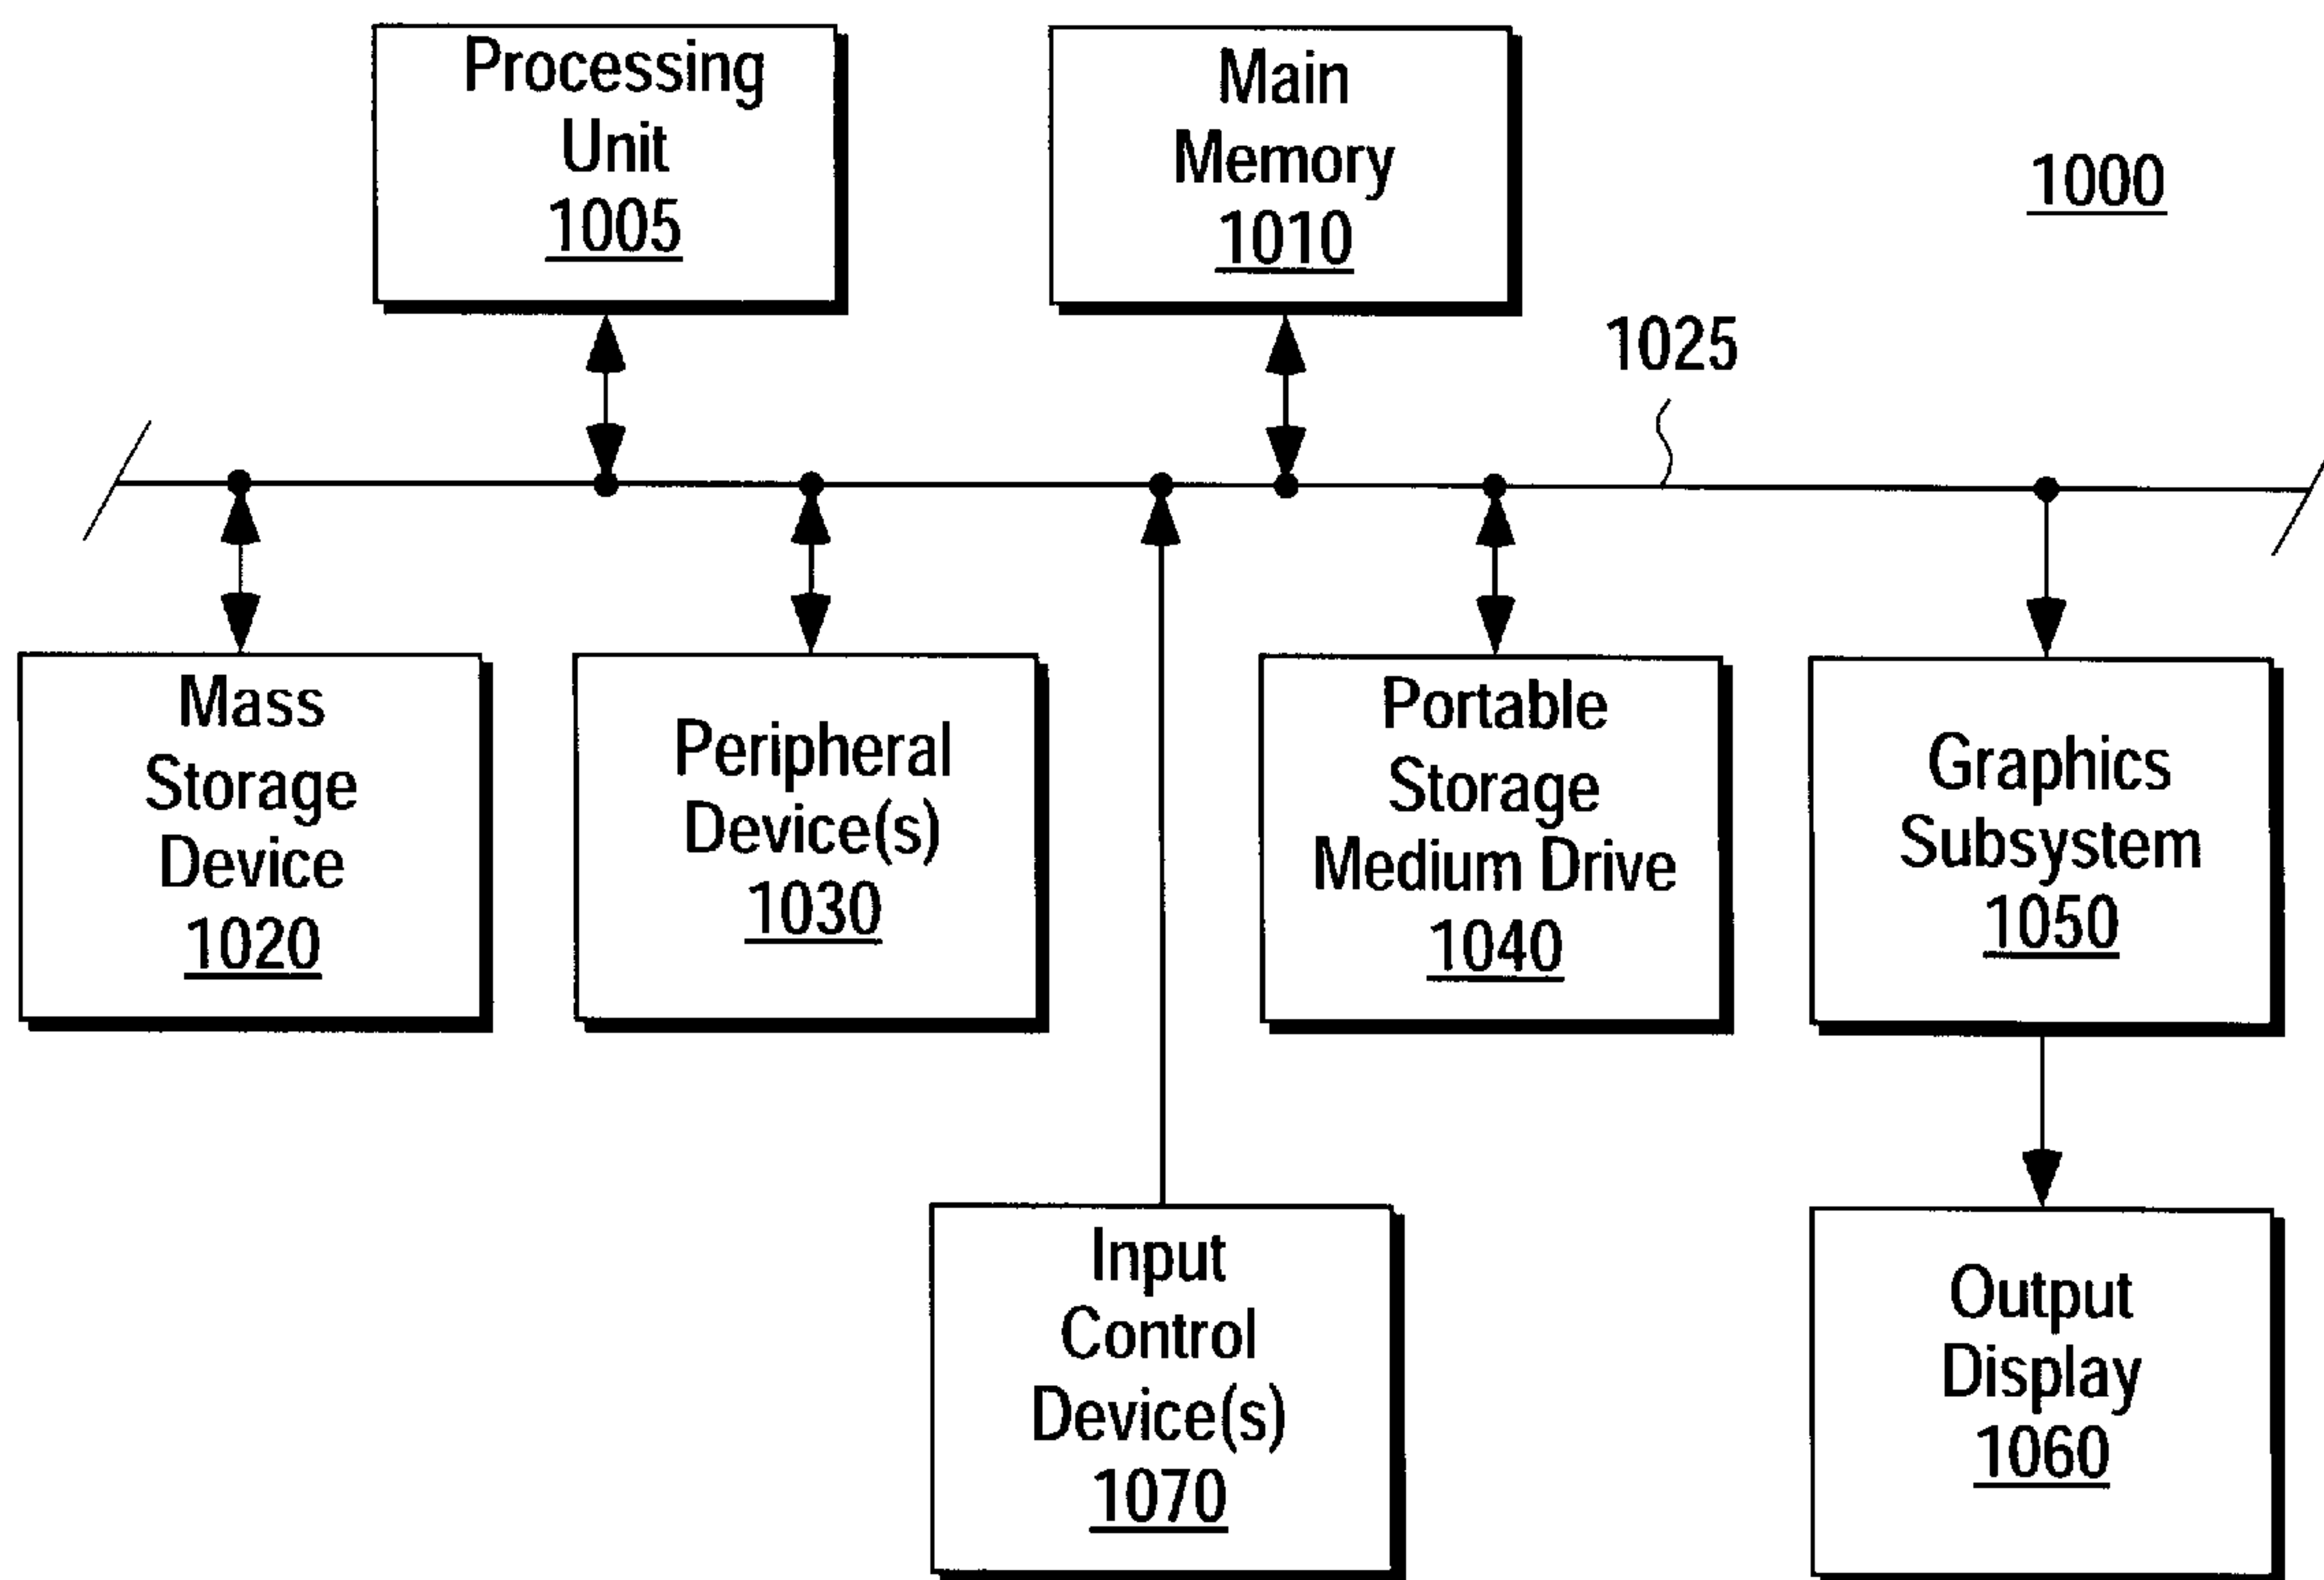 Processing
Unit
1005
Main
Memory
1010
1000
1025
Mass
Storage
Device
1020
Peripheral
Device(s)
1030
Portable
Storage
Medium Drive
1040
Graphics
Subsystem
1050
Input
Control
Device(s)
1070
Output
Display
1060